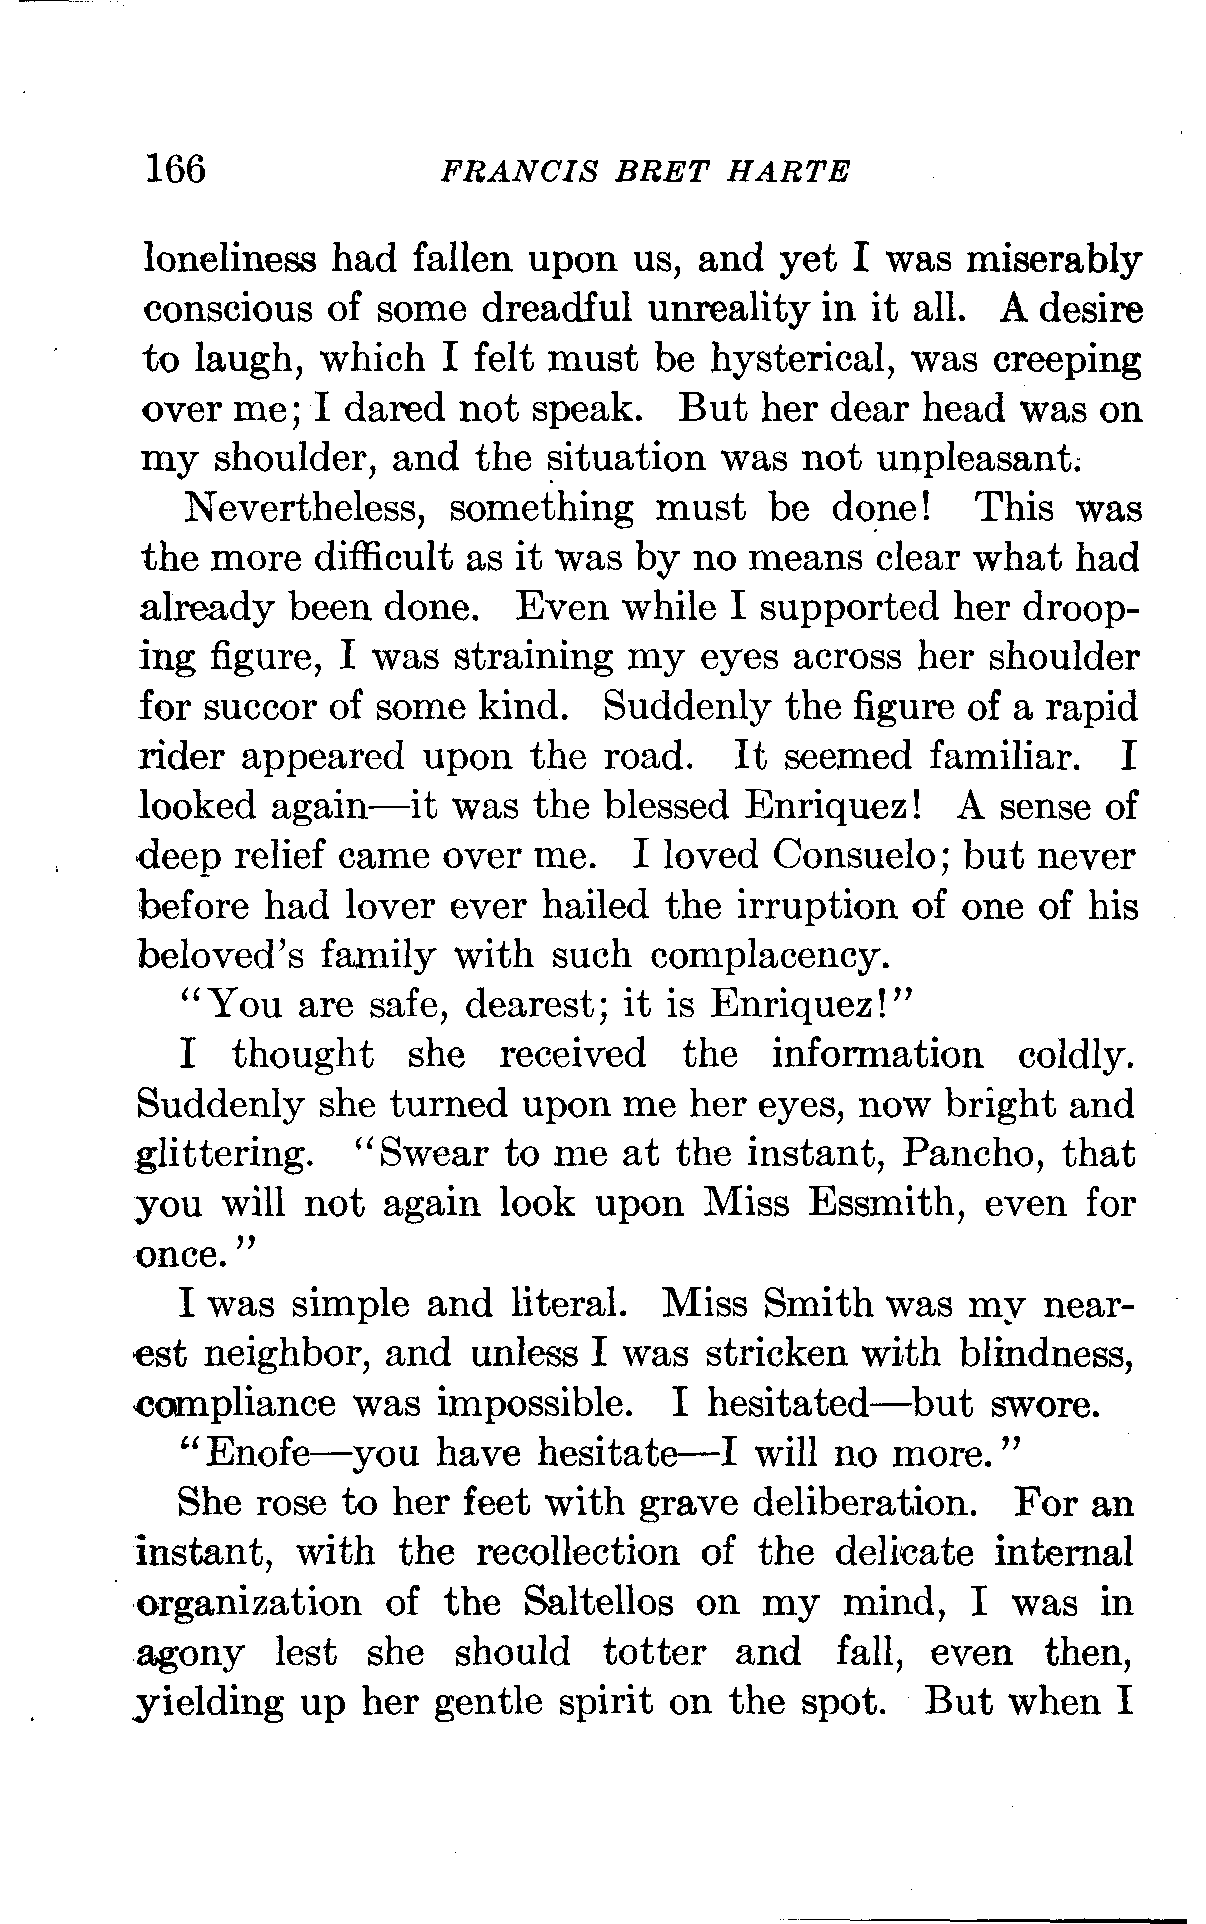 166 FRANCIS BRET HARTE
loneliness had fallen upon us, and yet I was miserably
conscious of some dreadful unreality in it all. A desire
to laugh, which I felt must be hysterical, was creeping
over me; I dared not speak. But her dear head was on
my shoulder, and the situation was not unpleasant.
Nevertheless, something must be done! This was
the more difficult as it was by no means clear what had
already been done. Even while I supported her droop-
ing figure, I was straining my eyes across her shoulder
for succor of some kind. Suddenly the figure of a rapid
rider appeared upon the road. It seemed familiar. I
looked again—it was the blessed Enriquez! A sense of
deep relief came over me. I loved Consuelo; but never
before had lover ever hailed the irruption of one of his
beloved's family with such complacency.
"You are safe, dearest; it is Enriquez!"
I thought she received the information coldly.
Suddenly she turned upon me her eyes, now bright and
glittering. "Swear to me at the instant, Pancho, that
you will not again look upon Miss Essmith, even for
once."
I was simple and literal. Miss Smith was my near-
est neighbor, and unless I was stricken with blindness,
compliance was impossible. I hesitated—but swore.
"Enofe—you have hesitate—I will no more."
She rose to her feet with grave deliberation. For an
instant, with the recollection of the delicate internal
organization of the Saltellos on my mind, I was in
agony lest she should totter and fall, even then,
yielding up her gentle spirit on the spot. But when I